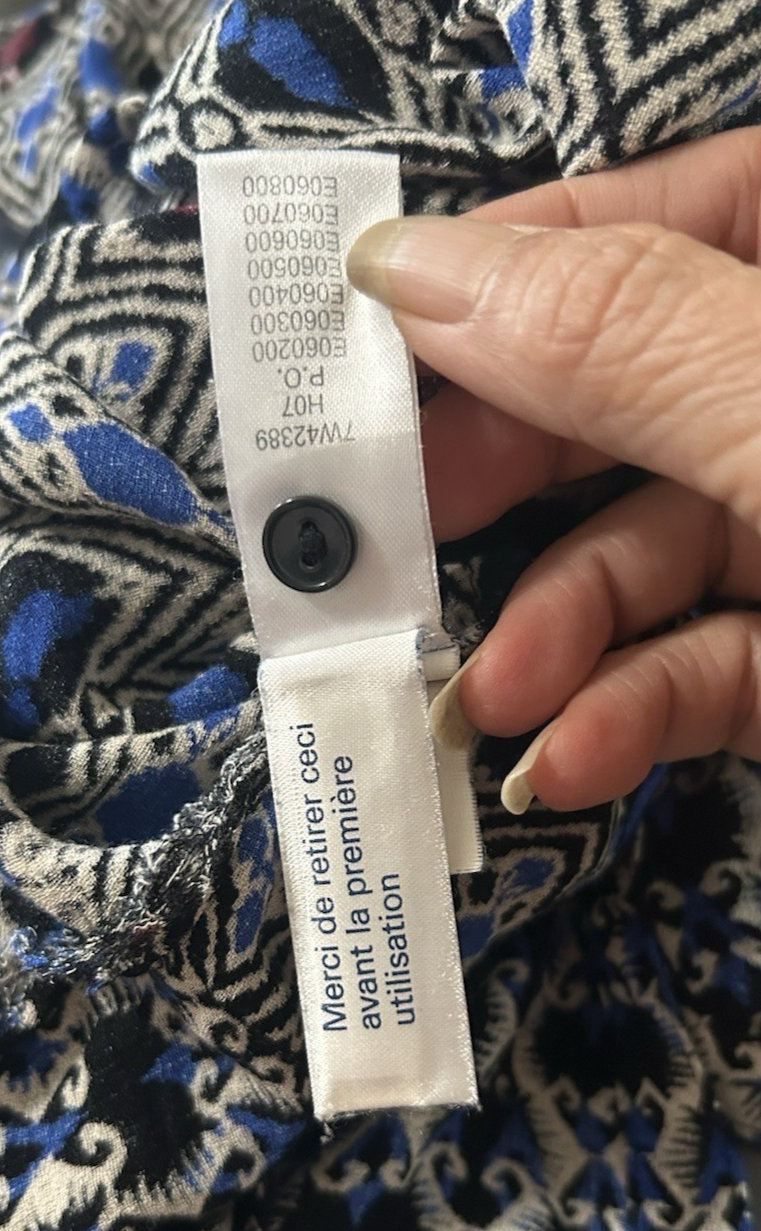 7W42389
H07
P.O.
E060200
E060300
E060400
E060500
E060600
E060700
E060800
Merci de retirer ceci
avant la première
utilisation